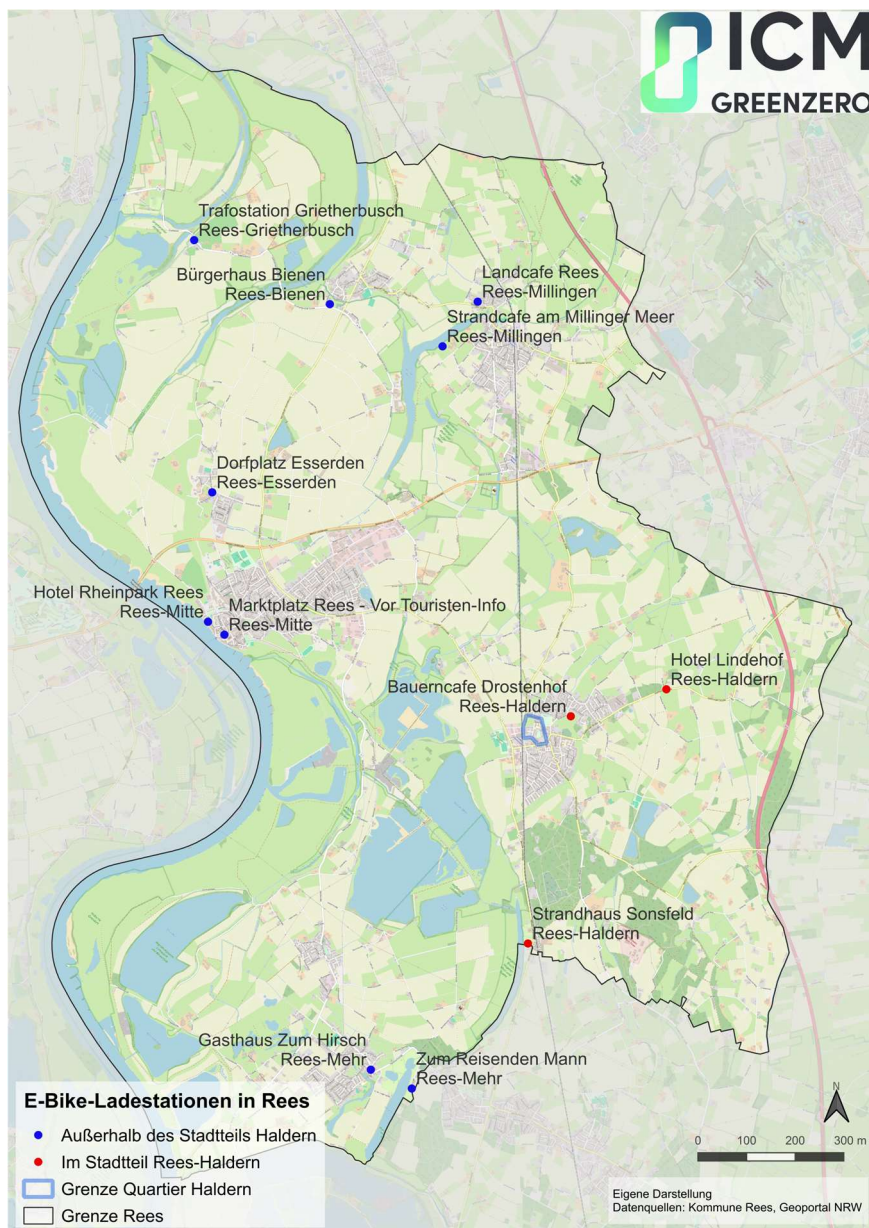 ICM
GREENZERO
Trafostation Grietherbusch
Rees-Grietherbusch
Bürgerhaus Bienen
Rees-Bienen
Landcafe Rees
Rees-Millingen
Strandcafe am Millinger Meer
Rees-Millingen
Dorfplatz Esserden
Rees-Esserden
Hotel Rheinpark Rees
Rees-Mitte
Marktplatz Rees - Vor Touristen-Info
Rees-Mitte
Hotel Lindehof
Rees-Haldern
Bauerncafe Drostenhof
Rees-Haldern
Strandhaus Sonsfeld
Rees-Haldern
Gasthaus Zum Hirsch
Rees-Mehr
Zum Reisenden Mann
Rees-Mehr
E-Bike-Ladestationen in Rees
Außerhalb des Stadtteils Haldern
Im Stadtteil Rees-Haldern
Grenze Quartier Haldern
Grenze Rees
N
0 100 200 300 m
Eigene Darstellung
Datenquellen: Kommune Rees, Geoportal NRW